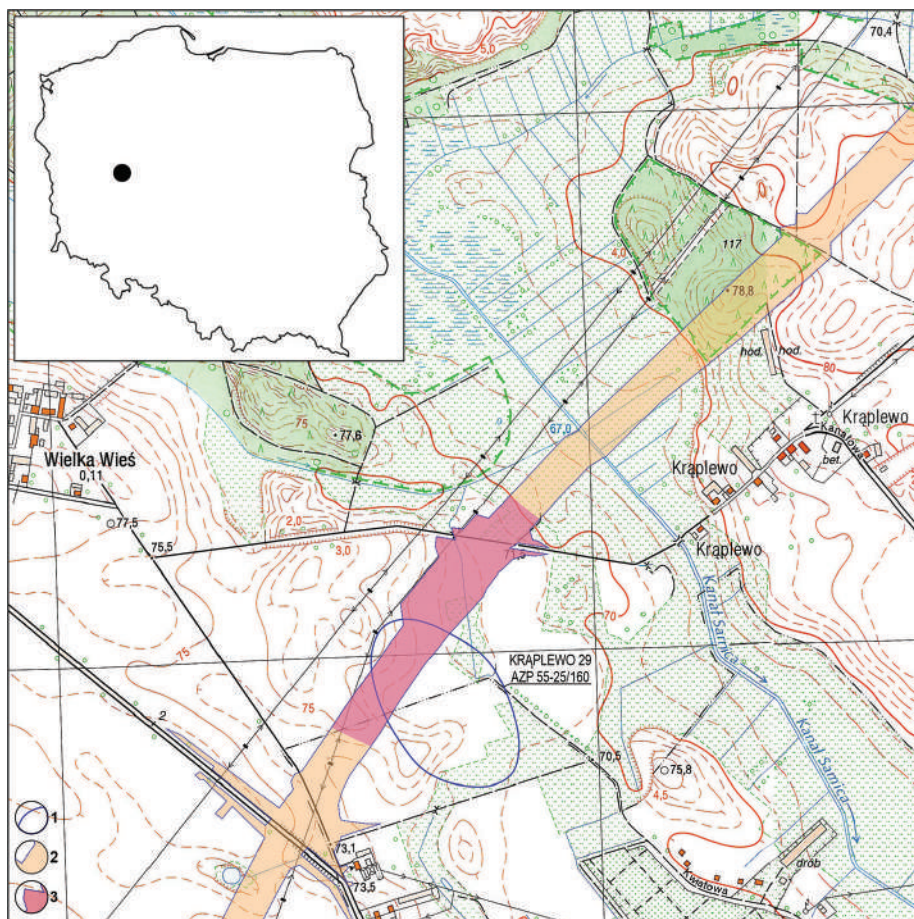 5,0
70,4
117
4,0
78,8
hod.
hod.
80
Krąplewo
Kanałowa
bet.
Krąplewo
67,0
75
77,6
Wielka Wieś
0,11
77,5
2,0
75,5
3,0
Krąplewo
Kanał Sarnica
70
75
KRĄPLEWO 29
AZP 55-25/160
75
2
70,5
75,8
4,5
Kanał Sarnica
1
2
3
73,1
73,5
Kwiatowa
drób